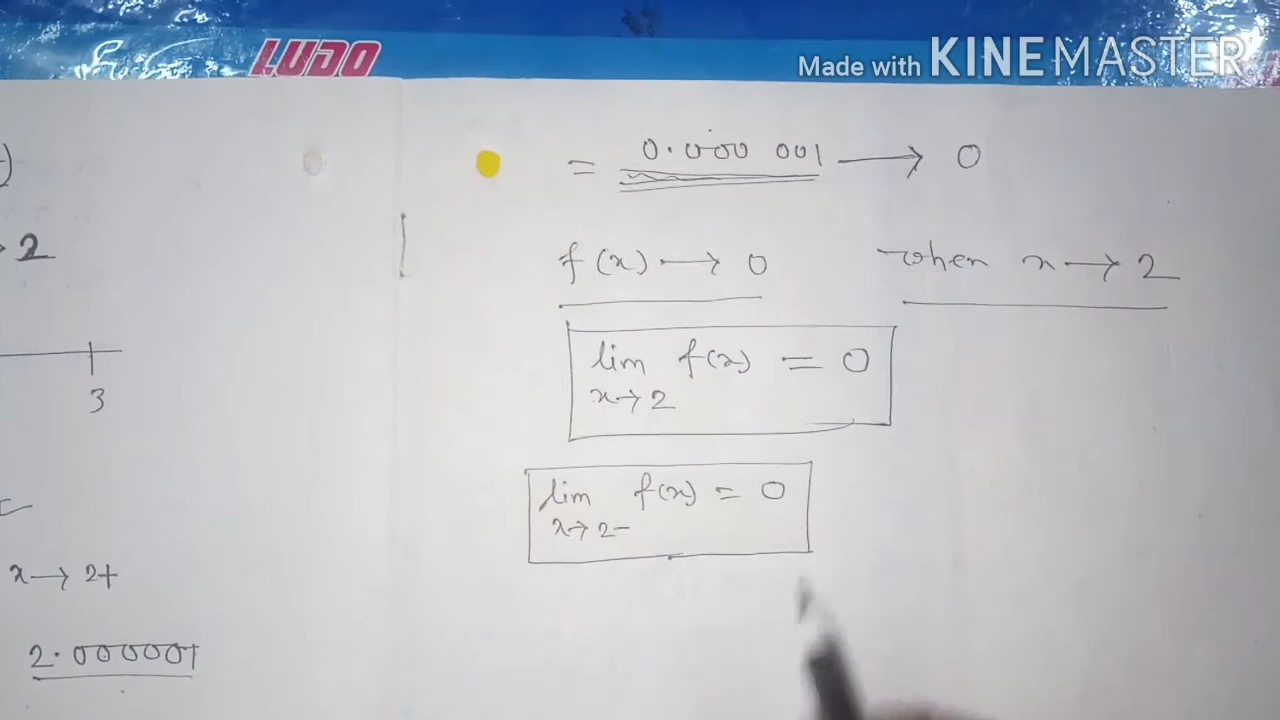 LUDO
Made with KINEMASTER
= 0.000 001 → 0
→ 2
f(x) → 0 when x → 2
lim f(x) = 0
x→2
3
lim f(x) = 0
x→2-
x → 2+
2.000001